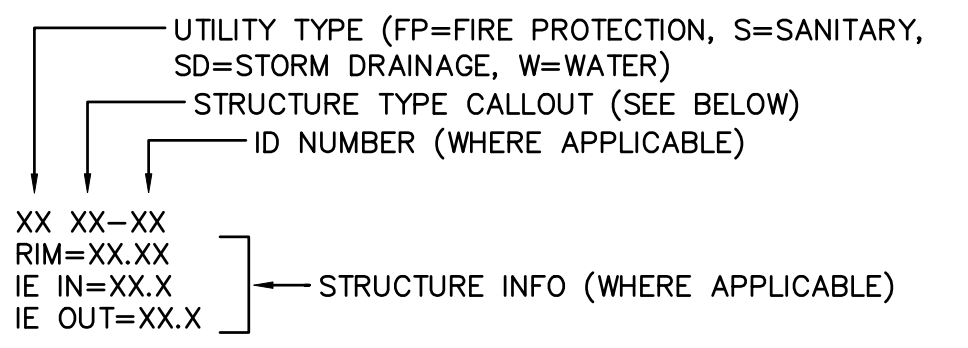 UTILITY TYPE (FP=FIRE PROTECTION, S=SANITARY,
SD=STORM DRAINAGE, W=WATER)
STRUCTURE TYPE CALLOUT (SEE BELOW)
ID NUMBER (WHERE APPLICABLE)
XX XX-XX
RIM=XX.XX
IE IN=XX.X
IE OUT=XX.X
STRUCTURE INFO (WHERE APPLICABLE)